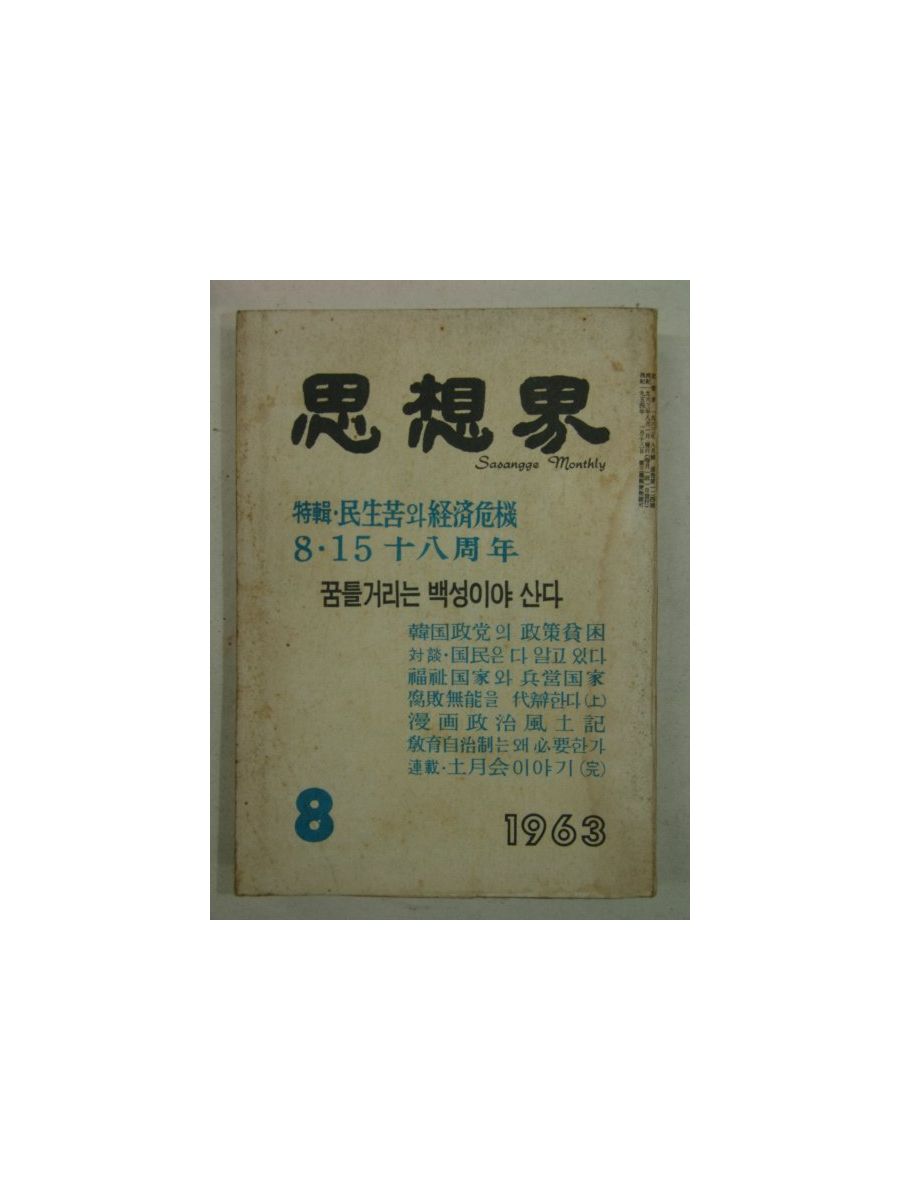 思想界
Sasangge Monthly
特輯·民生苦와 経済危機
8·15 十八周年
꿈틀거리는 백성이야 산다
韓国政党의 政策貧困
対談·国民은 다 알고 있다
福祉国家와 兵営国家
腐敗無能을 代辯한다(上)
漫画政治風土記
敎育自治制는 왜 必要한가
連載·土月会이야기(完)
8
1963